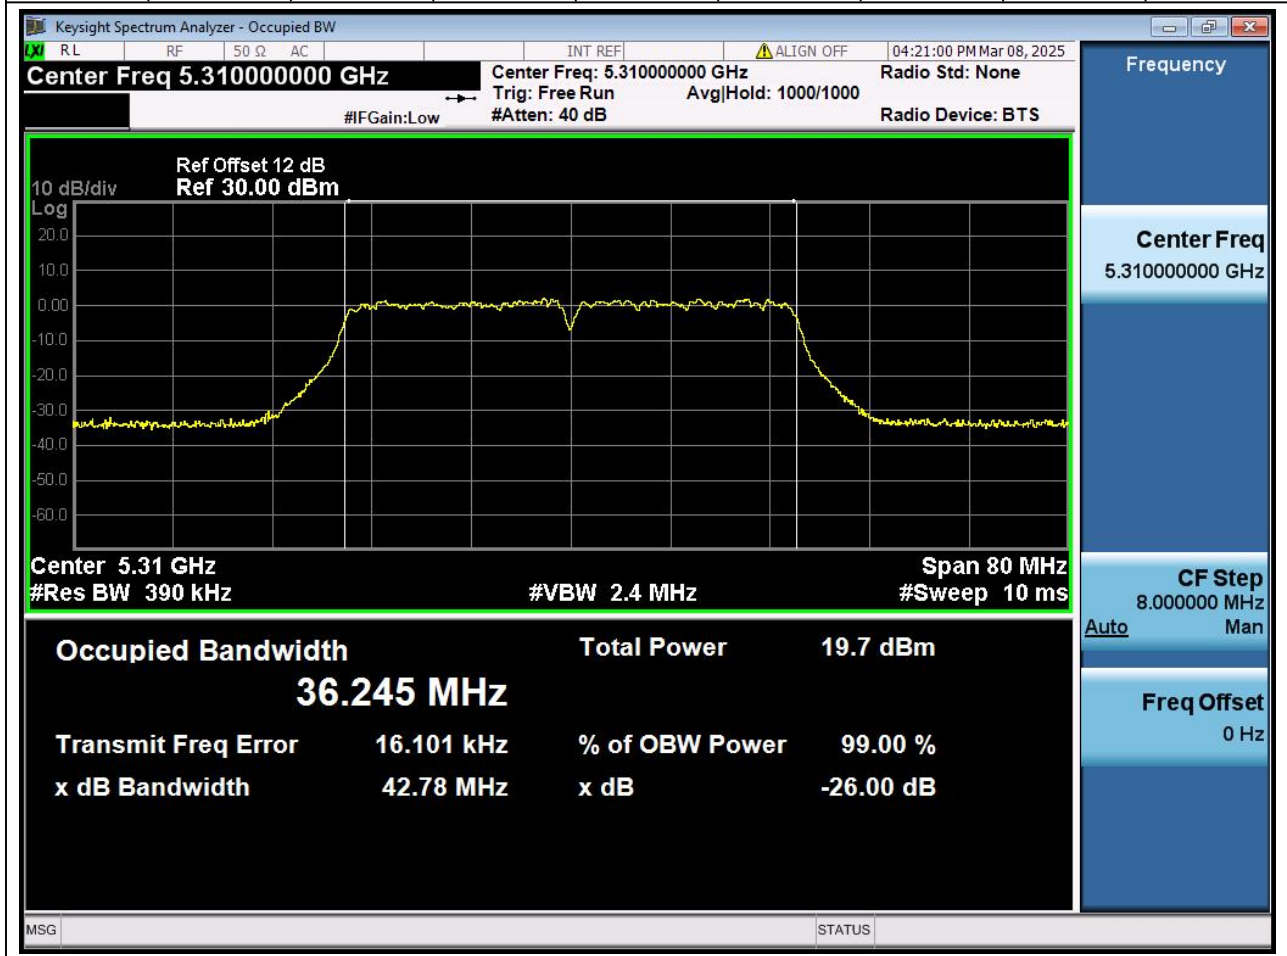 Keysight Spectrum Analyzer - Occupied BW
LXI RL RF 50 Ω AC INT REF ALIGN OFF 04:21:00 PM Mar 08, 2025
Center Freq 5.310000000 GHz
Center Freq: 5.310000000 GHz Radio Std: None
Trig: Free Run Avg|Hold: 1000/1000
#IFGain:Low #Atten: 40 dB Radio Device: BTS
Ref Offset 12 dB
10 dB/div Ref 30.00 dBm
Log
20.0
10.0
0.00
-10.0
-20.0
-30.0
-40.0
-50.0
-60.0
Center 5.31 GHz Span 80 MHz
#Res BW 390 kHz #VBW 2.4 MHz #Sweep 10 ms
Occupied Bandwidth Total Power 19.7 dBm
36.245 MHz
Transmit Freq Error 16.101 kHz % of OBW Power 99.00 %
x dB Bandwidth 42.78 MHz x dB -26.00 dB
MSG STATUS
Frequency
Center Freq
5.310000000 GHz
CF Step
8.000000 MHz
Auto Man
Freq Offset
0 Hz